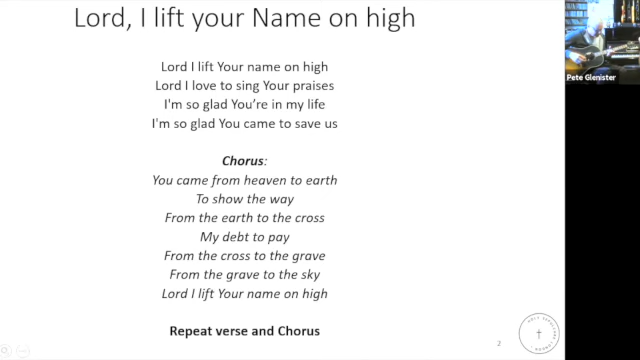 Lord, I lift your Name on high
Lord I lift Your name on high
Lord I love to sing Your praises
I'm so glad You're in my life
I'm so glad You came to save us
Chorus:
You came from heaven to earth
To show the way
From the earth to the cross
My debt to pay
From the cross to the grave
From the grave to the sky
Lord I lift Your name on high
Repeat verse and Chorus
2
Pete Glenister